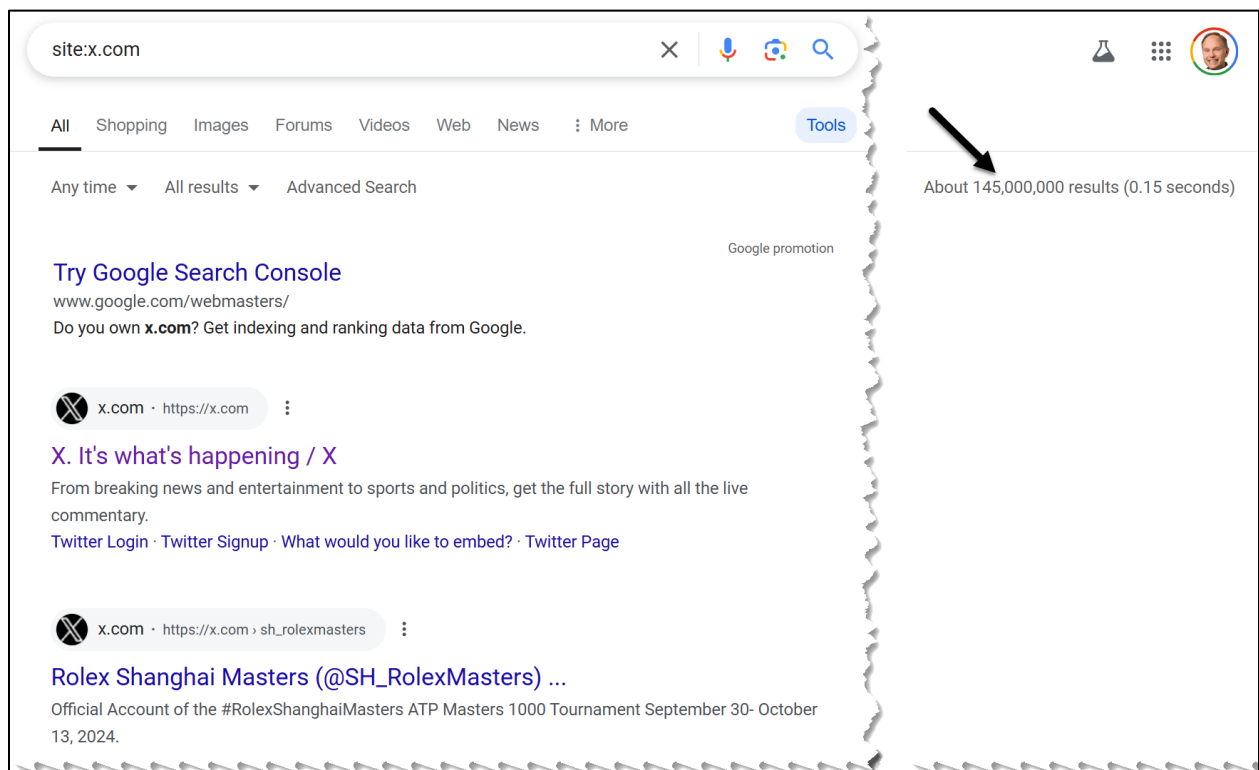 site:x.com
All Shopping Images Forums Videos Web News More Tools
Any time All results Advanced Search
About 145,000,000 results (0.15 seconds)
Google promotion
Try Google Search Console
www.google.com/webmasters/
Do you own x.com? Get indexing and ranking data from Google.
x.com · https://x.com
X. It's what's happening / X
From breaking news and entertainment to sports and politics, get the full story with all the live
commentary.
Twitter Login · Twitter Signup · What would you like to embed? · Twitter Page
x.com · https://x.com › sh_rolexmasters
Rolex Shanghai Masters (@SH_RolexMasters) ...
Official Account of the #RolexShanghaiMasters ATP Masters 1000 Tournament September 30- October
13, 2024.